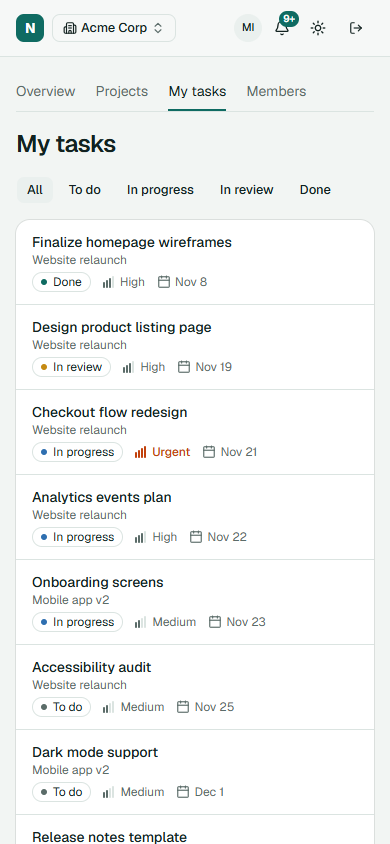 N Acme Corp MI 9+
Overview Projects My tasks Members
My tasks
All To do In progress In review Done
Finalize homepage wireframes
Website relaunch
Done High Nov 8
Design product listing page
Website relaunch
In review High Nov 19
Checkout flow redesign
Website relaunch
In progress Urgent Nov 21
Analytics events plan
Website relaunch
In progress High Nov 22
Onboarding screens
Mobile app v2
In progress Medium Nov 23
Accessibility audit
Website relaunch
To do Medium Nov 25
Dark mode support
Mobile app v2
To do Medium Dec 1
Release notes template